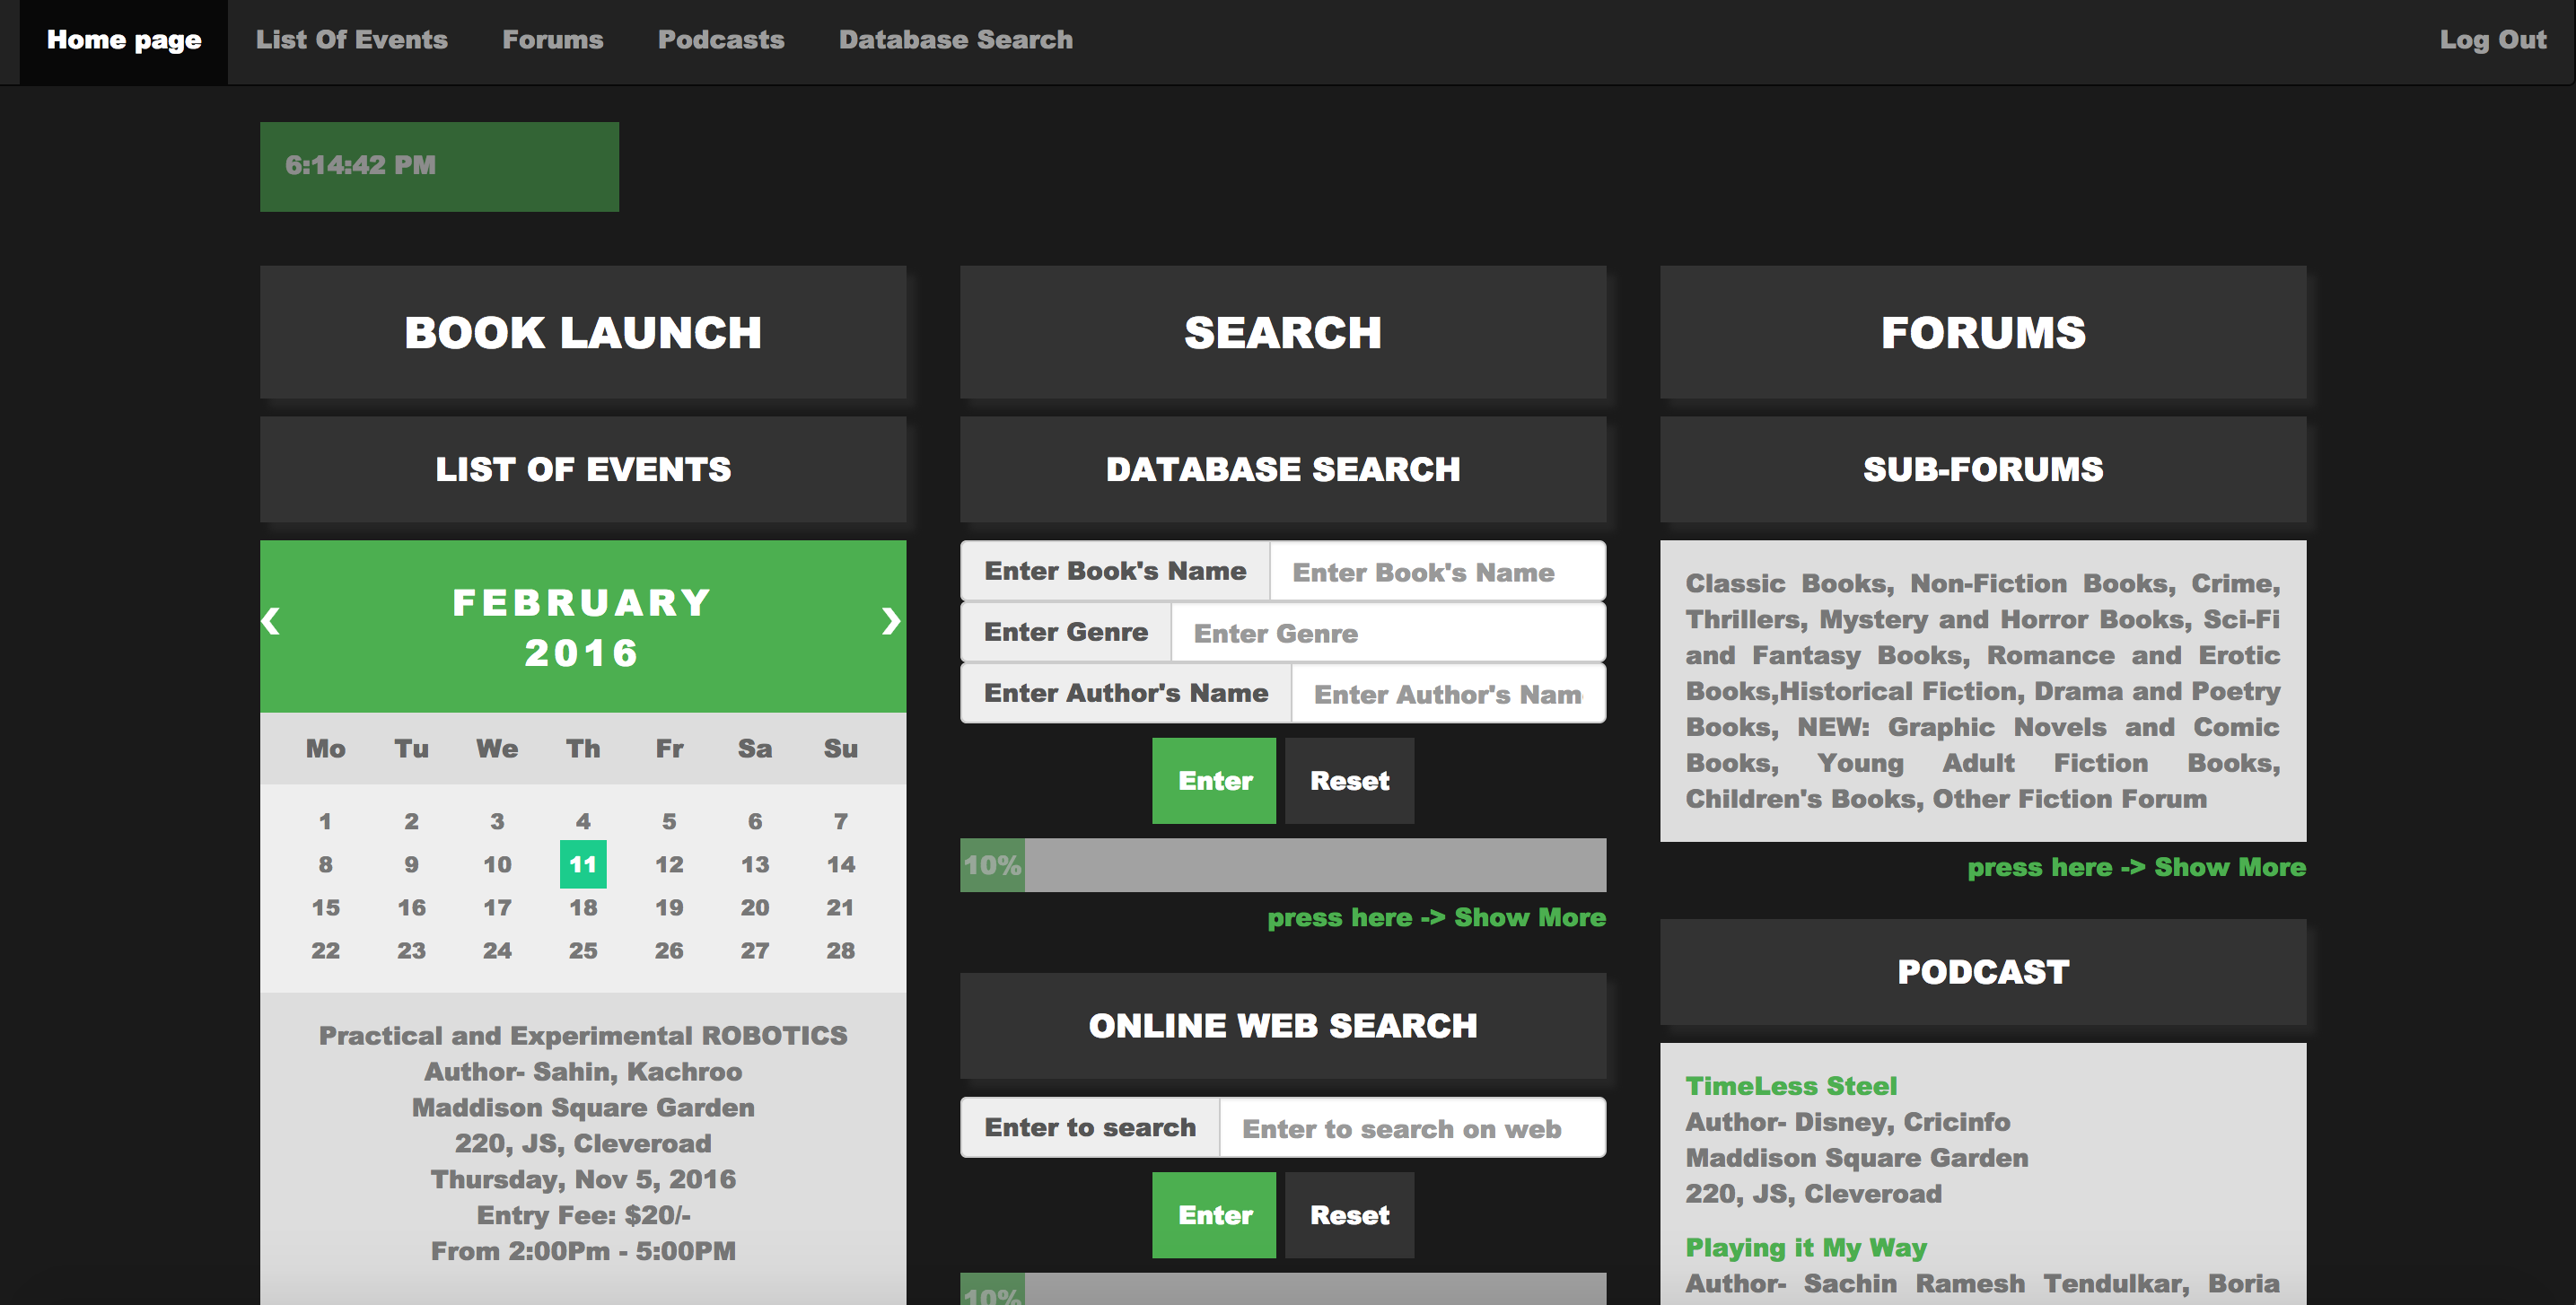 Home page
List Of Events
Forums
Podcasts
Database Search
Log Out
6:14:42 PM
BOOK LAUNCH
LIST OF EVENTS
‹
FEBRUARY
2016
›
Mo Tu We Th Fr Sa Su
1 2 3 4 5 6 7
8 9 10 11 12 13 14
15 16 17 18 19 20 21
22 23 24 25 26 27 28
Practical and Experimental ROBOTICS
Author- Sahin, Kachroo
Maddison Square Garden
220, JS, Cleveroad
Thursday, Nov 5, 2016
Entry Fee: $20/-
From 2:00Pm - 5:00PM
SEARCH
DATABASE SEARCH
Enter Book's Name Enter Book's Name
Enter Genre Enter Genre
Enter Author's Name Enter Author's Nam
Enter Reset
10%
press here -> Show More
ONLINE WEB SEARCH
Enter to search Enter to search on web
Enter Reset
10%
FORUMS
SUB-FORUMS
Classic Books, Non-Fiction Books, Crime,
Thrillers, Mystery and Horror Books, Sci-Fi
and Fantasy Books, Romance and Erotic
Books,Historical Fiction, Drama and Poetry
Books, NEW: Graphic Novels and Comic
Books, Young Adult Fiction Books,
Children's Books, Other Fiction Forum
press here -> Show More
PODCAST
TimeLess Steel
Author- Disney, Cricinfo
Maddison Square Garden
220, JS, Cleveroad
Playing it My Way
Author- Sachin Ramesh Tendulkar, Boria